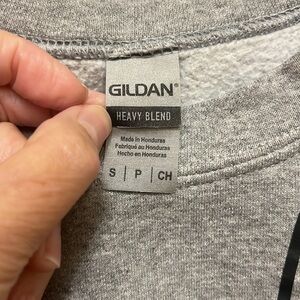 GILDAN®
HEAVY BLEND
Made in Honduras
Fabriqué au Honduras
Hecho en Honduras
S | P | CH